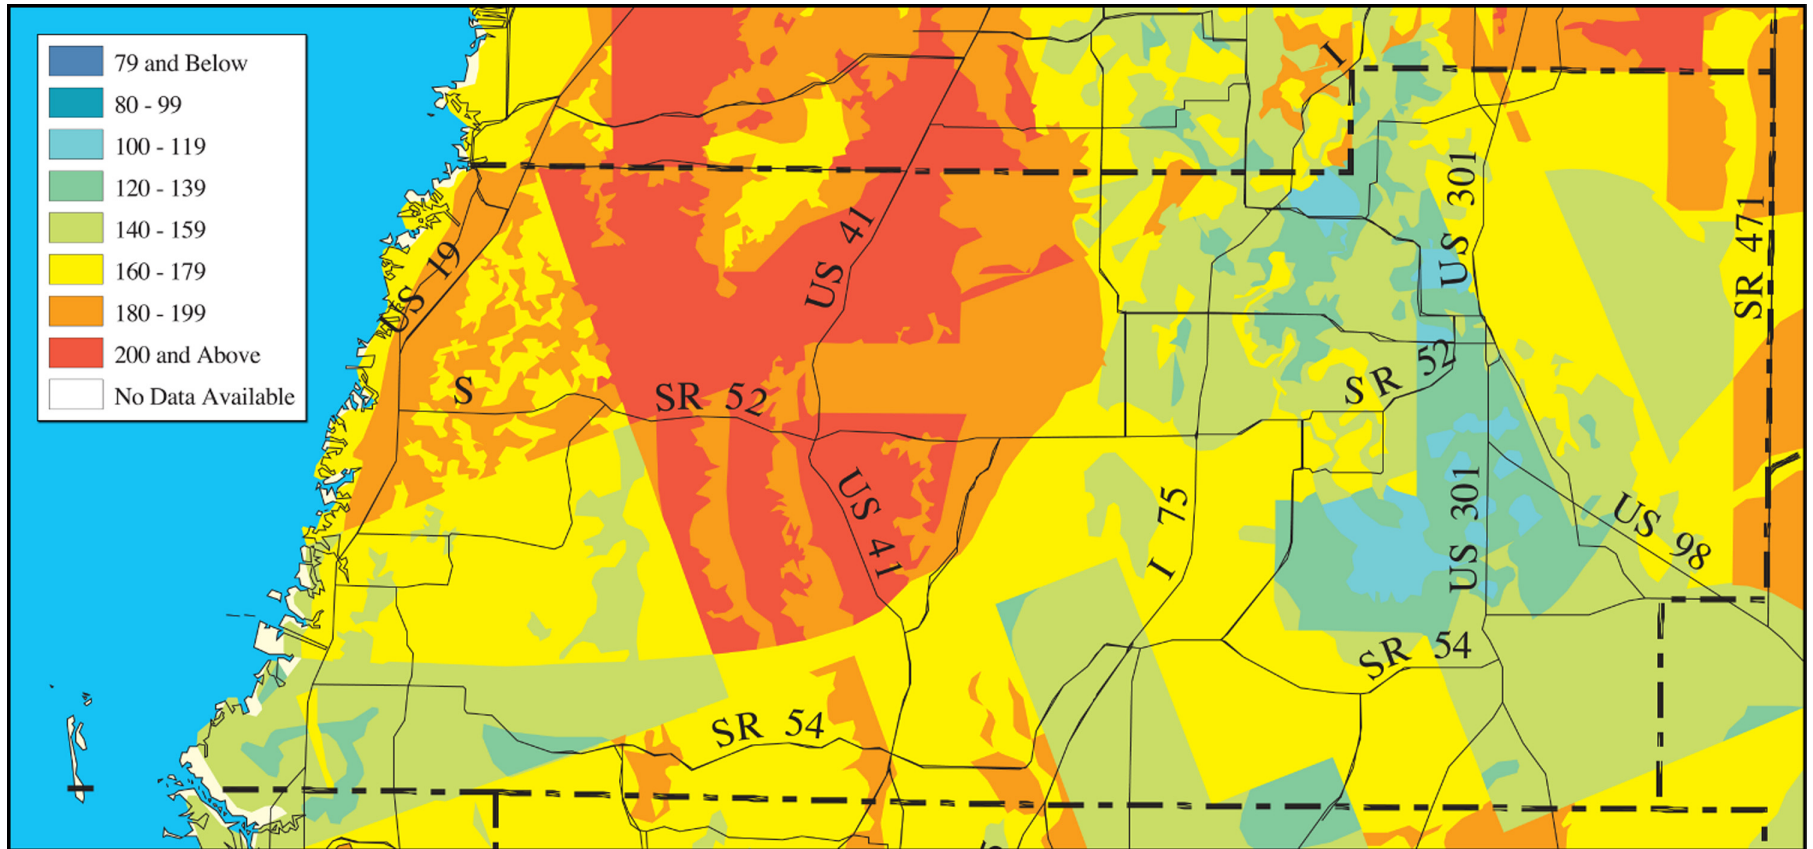 79 and Below
80 - 99
100 - 119
120 - 139
140 - 159
160 - 179
180 - 199
200 and Above
No Data Available
I
US 301
US 41
SR 471
US 19
SR 52
S
SR 52
US 41
I 75
US 301
US 98
SR 54
SR 54